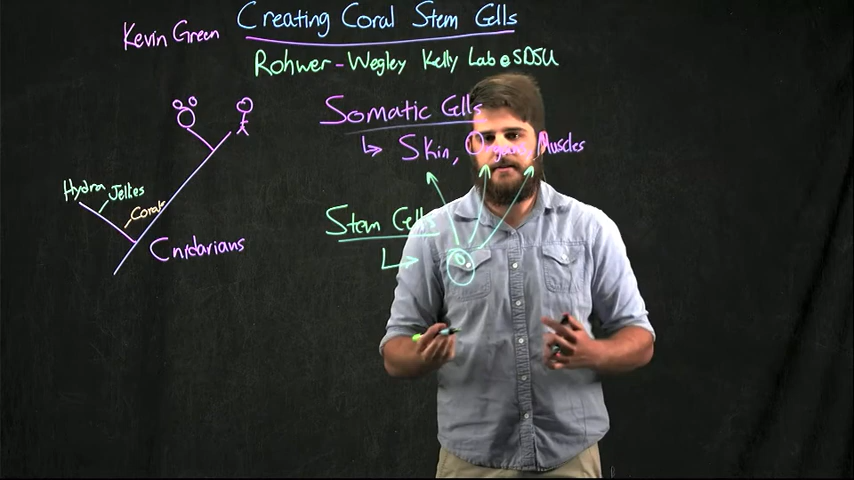 Creating Coral Stem Cells
Kevin Green
Rohwer-Wegley Kelly Lab @ SDSU
Somatic Cells
↳ Skin, Organs, Muscles
Hydra
Jellies
Corals
Stem Cells
Cnidarians